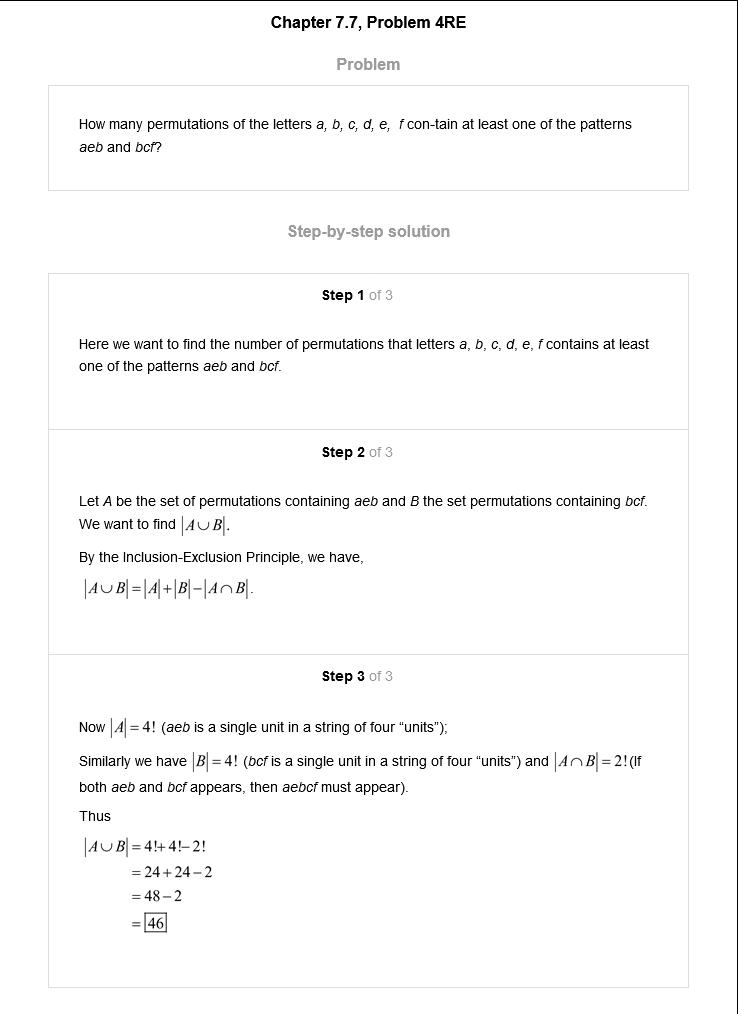 Chapter 7.7, Problem 4RE
Problem
How many permutations of the letters a, b, c, d, e, f con-tain at least one of the patterns
aeb and bcf?
Step-by-step solution
Step 1 of 3
Here we want to find the number of permutations that letters a, b, c, d, e, f contains at least
one of the patterns aeb and bcf.
Step 2 of 3
Let A be the set of permutations containing aeb and B the set permutations containing bcf.
We want to find |A∪B|.
By the Inclusion-Exclusion Principle, we have,
|A∪B|=|A|+|B|−|A∩B|.
Step 3 of 3
Now |A|=4! (aeb is a single unit in a string of four “units”);
Similarly we have |B|=4! (bcf is a single unit in a string of four “units”) and |A∩B|=2!(If
both aeb and bcf appears, then aebcf must appear).
Thus
|A∪B|=4!+4!−2!
=24+24−2
=48−2
=46